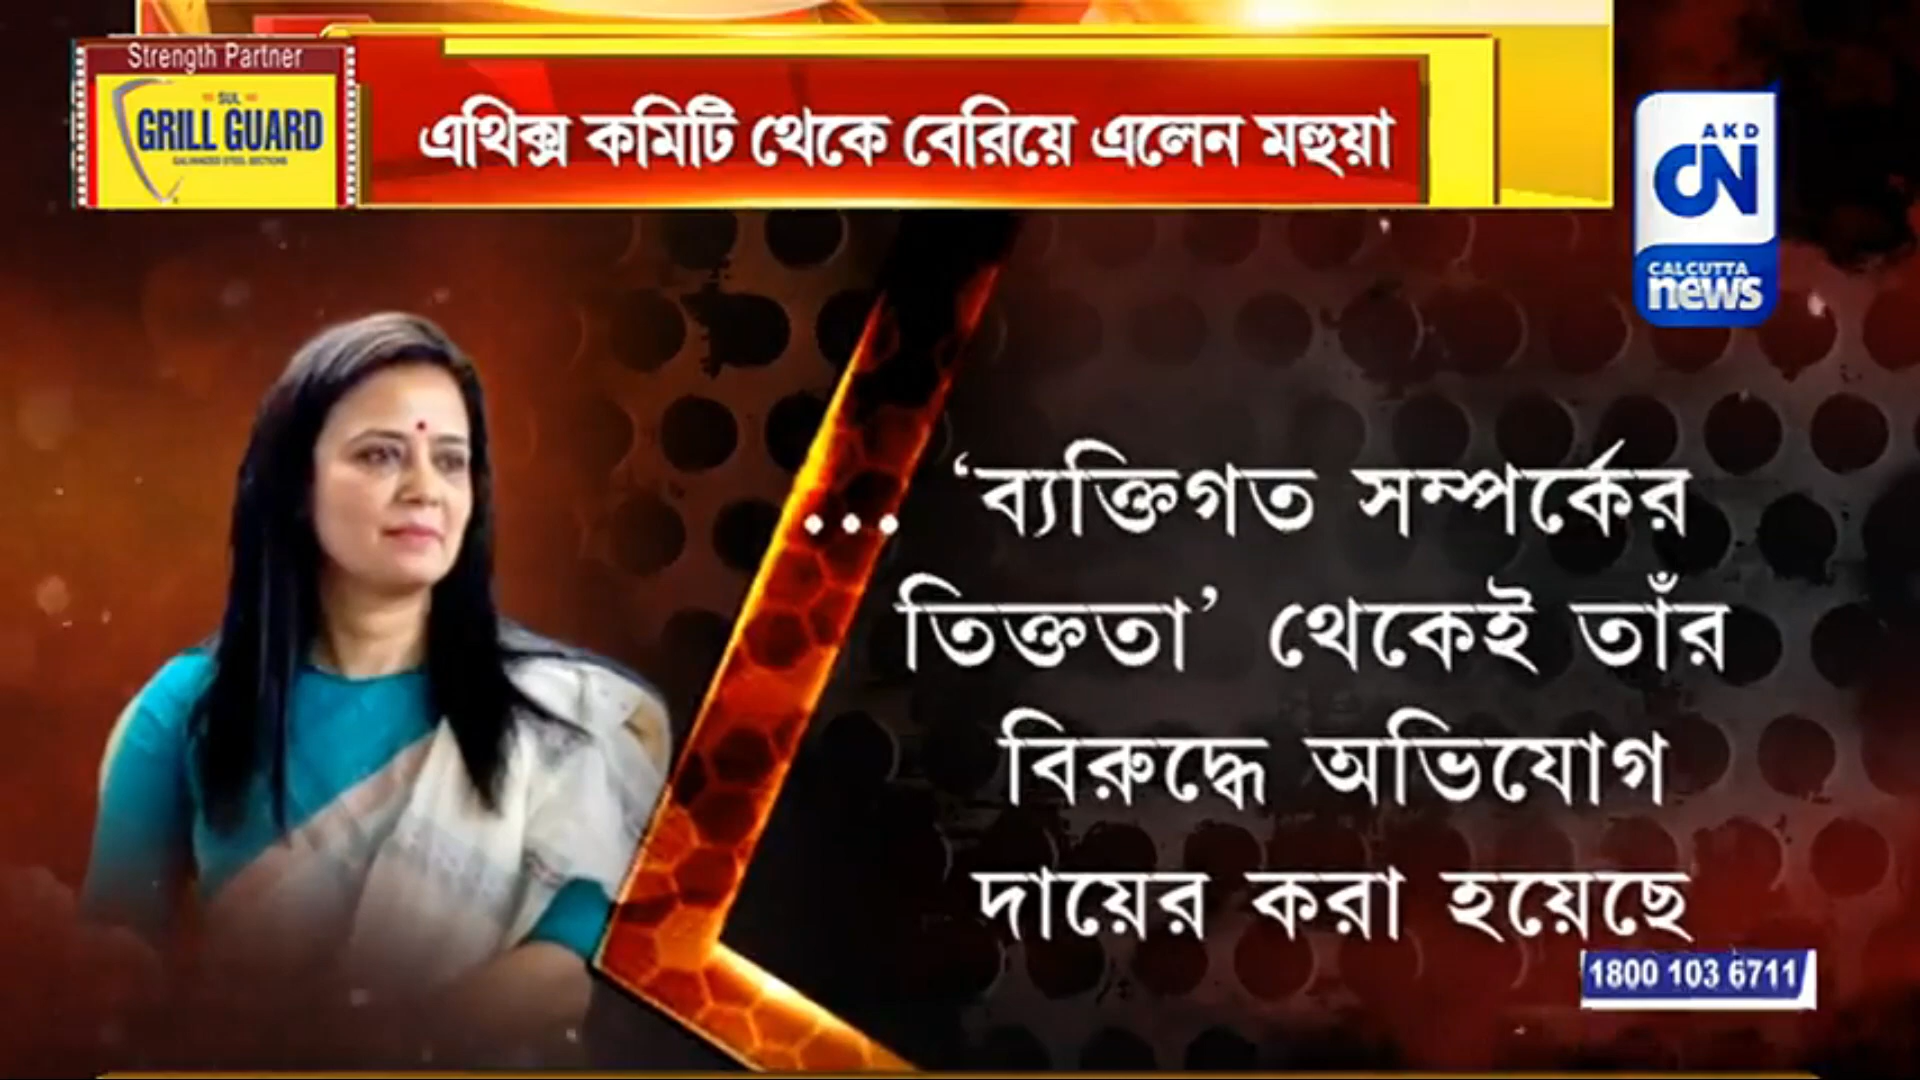 Strength Partner
SUL
GRILL GUARD
GALVANIZED STEEL SECTIONS
এথিক্স কমিটি থেকে বেরিয়ে এলেন মহুয়া
AKD
CN
CALCUTTA
news
... ‘ব্যক্তিগত সম্পর্কের
তিক্ততা’ থেকেই তাঁর
বিরুদ্ধে অভিযোগ
দায়ের করা হয়েছে
1800 103 6711